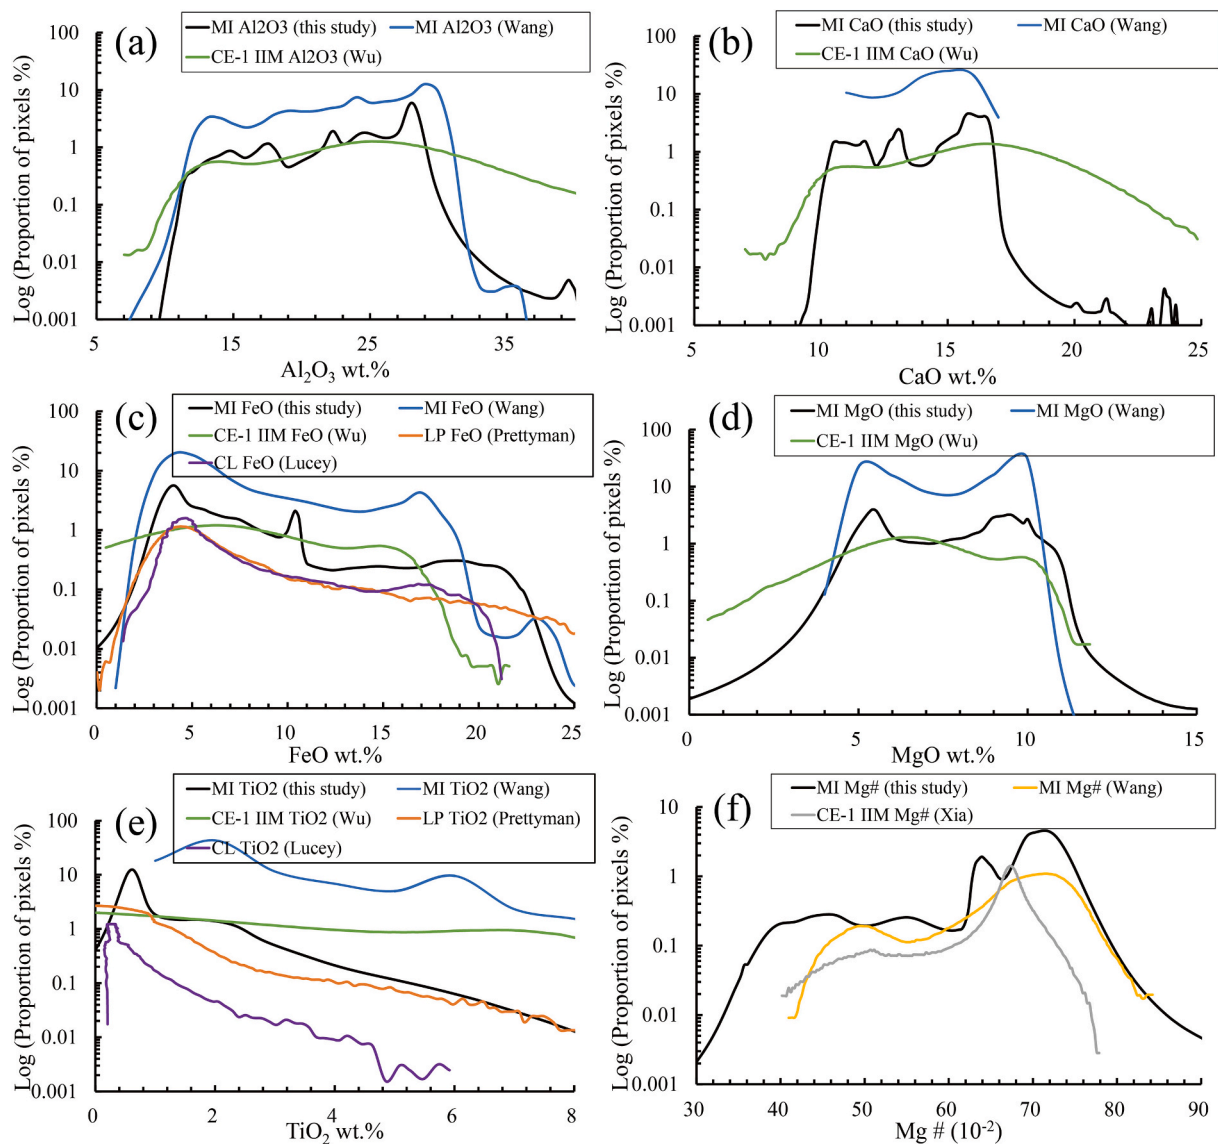 (a)
MI Al2O3 (this study) MI Al2O3 (Wang)
CE-1 IIM Al2O3 (Wu)
Log (Proportion of pixels %)
100
10
1
0.1
0.01
0.001
5 15 25 35
Al₂O₃ wt.%
(b)
MI CaO (this study) MI CaO (Wang)
CE-1 IIM CaO (Wu)
Log (Proportion of pixels %)
100
10
1
0.1
0.01
0.001
5 10 15 20 25
CaO wt.%
(c)
MI FeO (this study) MI FeO (Wang)
CE-1 IIM FeO (Wu) LP FeO (Prettyman)
CL FeO (Lucey)
Log (Proportion of pixels %)
100
10
1
0.1
0.01
0.001
0 5 10 15 20 25
FeO wt.%
(d)
MI MgO (this study) MI MgO (Wang)
CE-1 IIM MgO (Wu)
Log (Proportion of pixels %)
100
10
1
0.1
0.01
0.001
0 5 10 15
MgO wt.%
(e)
MI TiO2 (this study) MI TiO2 (Wang)
CE-1 IIM TiO2 (Wu) LP TiO2 (Prettyman)
CL TiO2 (Lucey)
Log (Proportion of pixels %)
100
10
1
0.1
0.01
0.001
0 2 4 6 8
TiO₂ wt.%
(f)
MI Mg# (this study) MI Mg# (Wang)
CE-1 IIM Mg# (Xia)
Log (Proportion of pixels %)
10
1
0.1
0.01
0.001
30 40 50 60 70 80 90
Mg # (10⁻²)